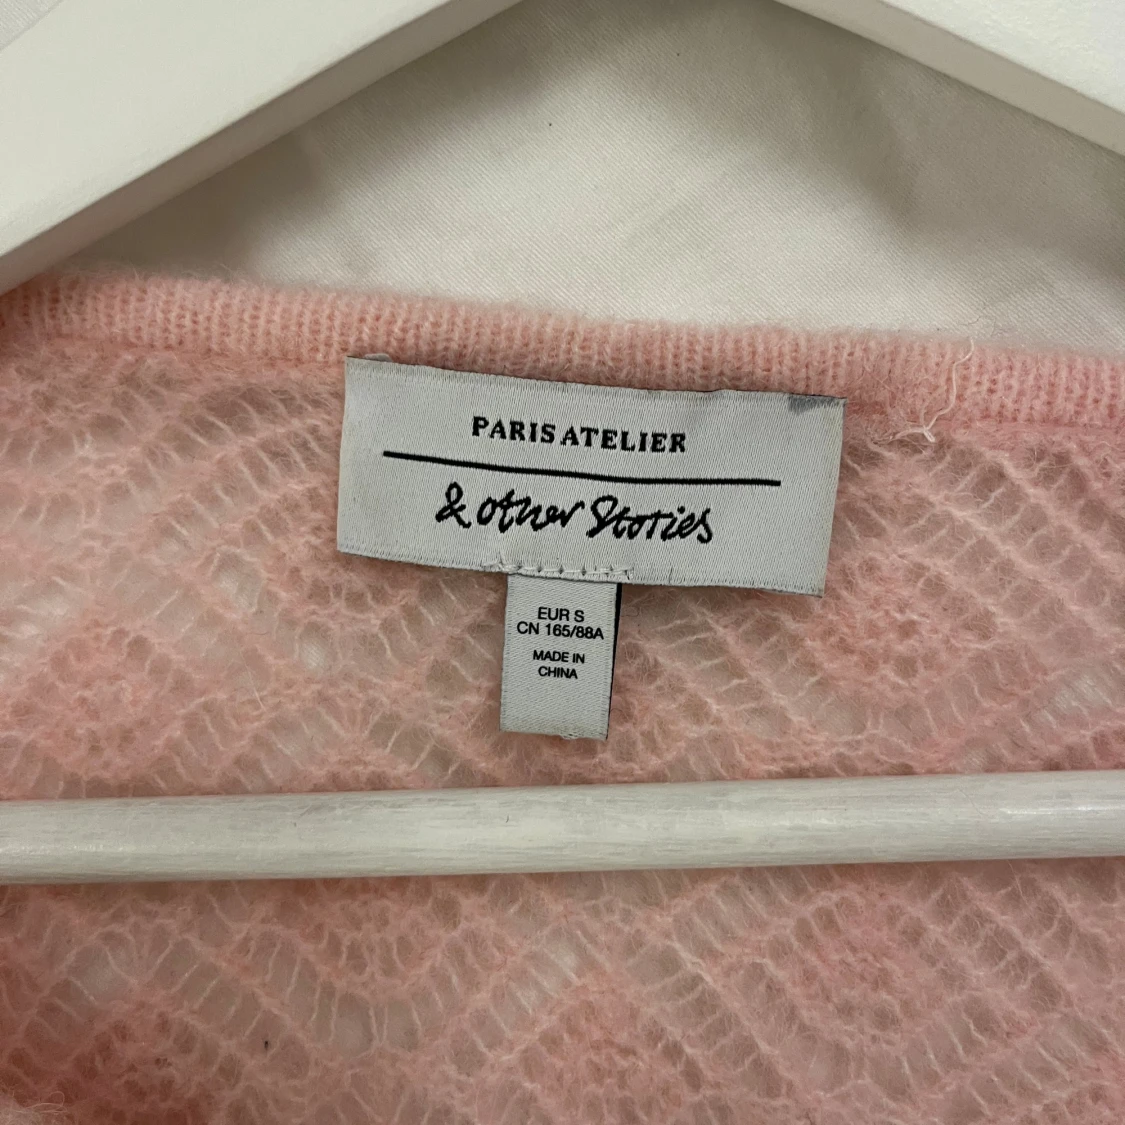 PARIS ATELIER
& other Stories
EUR S
CN 165/88A
MADE IN
CHINA